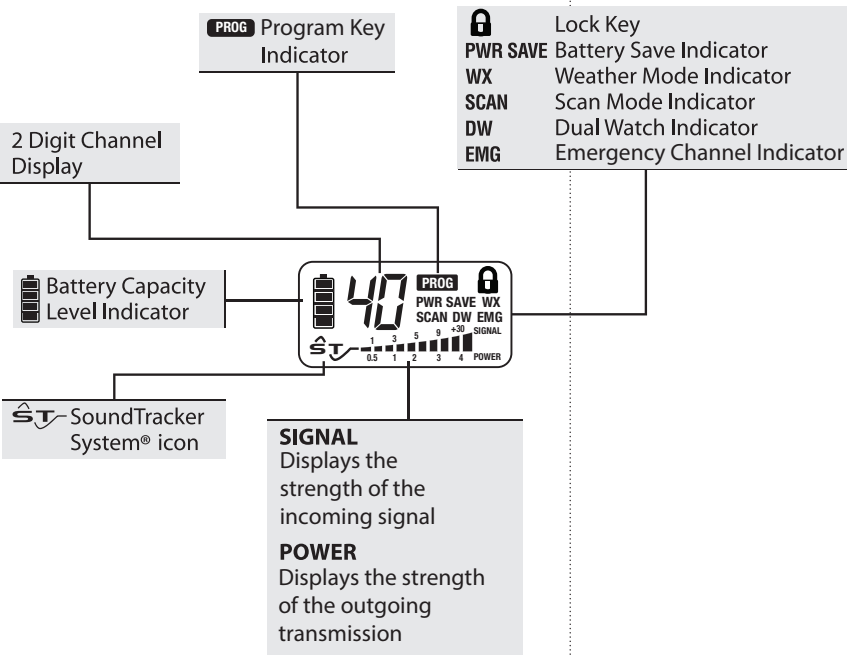 PROG Program Key
Indicator
Lock Key
PWR SAVE Battery Save Indicator
WX Weather Mode Indicator
SCAN Scan Mode Indicator
DW Dual Watch Indicator
EMG Emergency Channel Indicator
2 Digit Channel
Display
Battery Capacity
Level Indicator
40 PROG
PWR SAVE WX
SCAN DW EMG
1 3 5 9 +30 SIGNAL
ŜT
0.5 1 2 3 4 POWER
ŜT SoundTracker
System® icon
SIGNAL
Displays the
strength of the
incoming signal
POWER
Displays the strength
of the outgoing
transmission